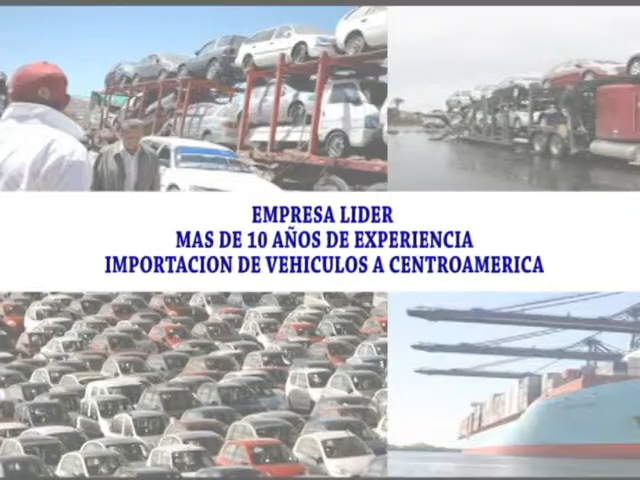 EMPRESA LIDER
MAS DE 10 AÑOS DE EXPERIENCIA
IMPORTACION DE VEHICULOS A CENTROAMERICA